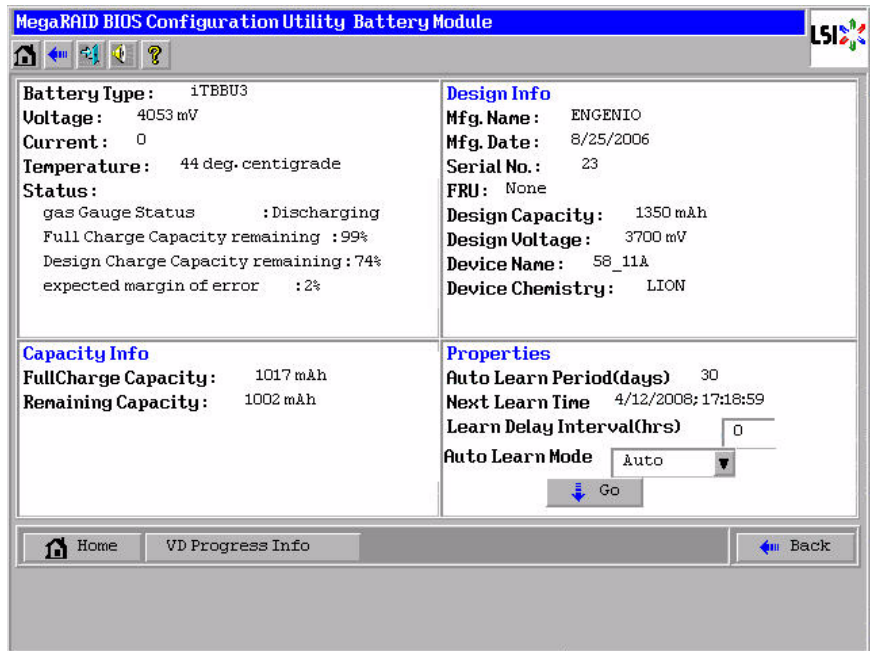 MegaRAID BIOS Configuration Utility Battery Module
LSI
Battery Type: iTBBU3
Voltage: 4053 mV
Current: 0
Temperature: 44 deg. centigrade
Status:
gas Gauge Status :Discharging
Full Charge Capacity remaining :99%
Design Charge Capacity remaining:74%
expected margin of error :2%
Design Info
Mfg. Name: ENGENIO
Mfg. Date: 8/25/2006
Serial No.: 23
FRU: None
Design Capacity: 1350 mAh
Design Voltage: 3700 mV
Device Name: 58_11A
Device Chemistry: LION
Capacity Info
FullCharge Capacity: 1017 mAh
Remaining Capacity: 1002 mAh
Properties
Auto Learn Period(days) 30
Next Learn Time 4/12/2008; 17:18:59
Learn Delay Interval(hrs) 0
Auto Learn Mode Auto
Go
Home VD Progress Info Back